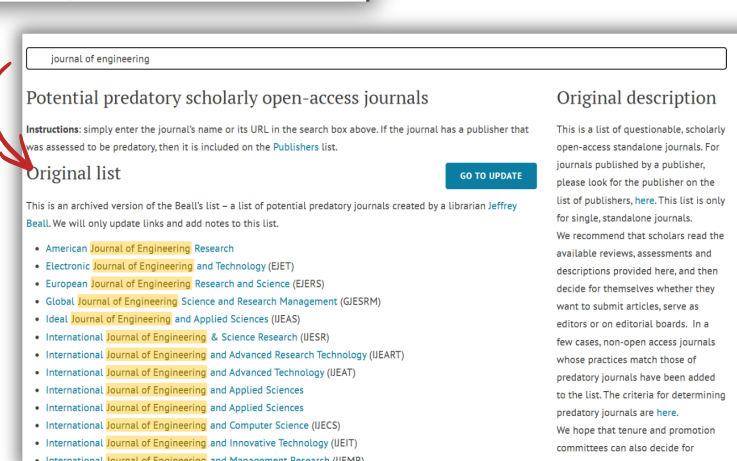 journal of engineering
Potential predatory scholarly open-access journals
Instructions: simply enter the journal's name or its URL in the search box above. If the journal has a publisher that
was assessed to be predatory, then it is included on the Publishers list.
Original list
GO TO UPDATE
This is an archived version of the Beall's list – a list of potential predatory journals created by a librarian Jeffrey
Beall. We will only update links and add notes to this list.
• American Journal of Engineering Research
• Electronic Journal of Engineering and Technology (EJET)
• European Journal of Engineering Research and Science (EJERS)
• Global Journal of Engineering Science and Research Management (GJESRM)
• Ideal Journal of Engineering and Applied Sciences (IJEAS)
• International Journal of Engineering & Science Research (IJESR)
• International Journal of Engineering and Advanced Research Technology (IJEART)
• International Journal of Engineering and Advanced Technology (IJEAT)
• International Journal of Engineering and Applied Sciences
• International Journal of Engineering and Applied Sciences
• International Journal of Engineering and Computer Science (IJECS)
• International Journal of Engineering and Innovative Technology (IJEIT)
• International Journal of Engineering and Management Research (IJEMR)
Original description
This is a list of questionable, scholarly
open-access standalone journals. For
journals published by a publisher,
please look for the publisher on the
list of publishers, here. This list is only
for single, standalone journals.
We recommend that scholars read the
available reviews, assessments and
descriptions provided here, and then
decide for themselves whether they
want to submit articles, serve as
editors or on editorial boards. In a
few cases, non-open access journals
whose practices match those of
predatory journals have been added
to the list. The criteria for determining
predatory journals are here.
We hope that tenure and promotion
committees can also decide for